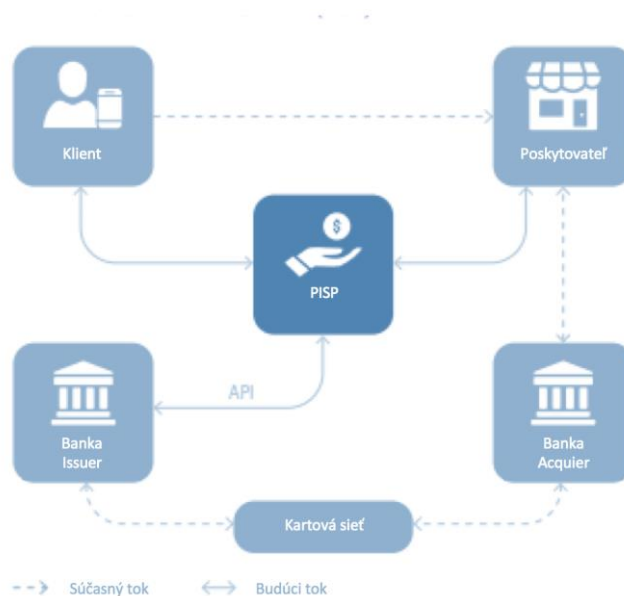 Klient
Poskytovateľ
$
PISP
API
Banka
Issuer
Banka
Acquier
Kartová sieť
Súčasný tok
Budúci tok